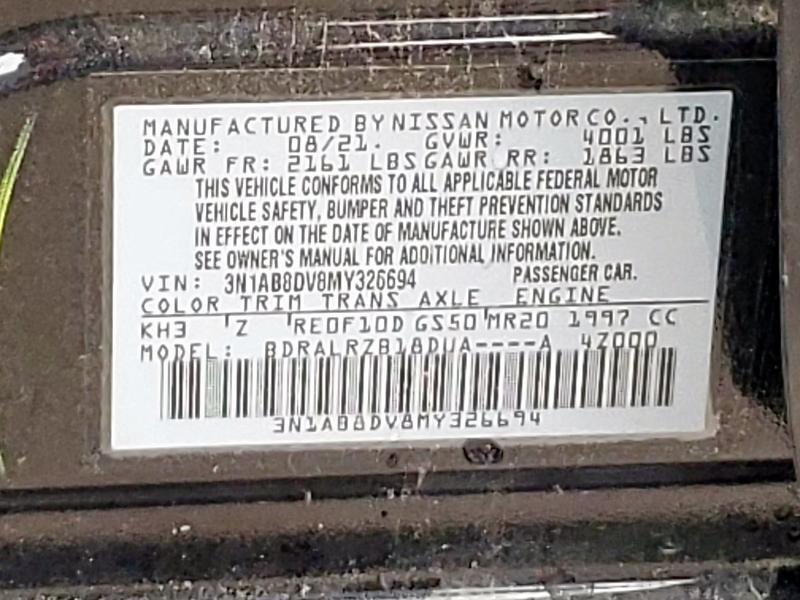 MANUFACTURED BY NISSAN MOTOR CO., LTD.
DATE: 08/21. GVWR: 4001 LBS
GAWR FR: 2161 LBS GAWR RR: 1863 LBS
THIS VEHICLE CONFORMS TO ALL APPLICABLE FEDERAL MOTOR
VEHICLE SAFETY, BUMPER AND THEFT PREVENTION STANDARDS
IN EFFECT ON THE DATE OF MANUFACTURE SHOWN ABOVE.
SEE OWNER'S MANUAL FOR ADDITIONAL INFORMATION.
VIN: 3N1AB8DV8MY326694 PASSENGER CAR.
COLOR TRIM TRANS AXLE ENGINE
KH3 Z RE0F10D GS50 MR20 1997 CC
MODEL: BDRALRZB18DUA----A 4Z000
3N1AB8DV8MY326694